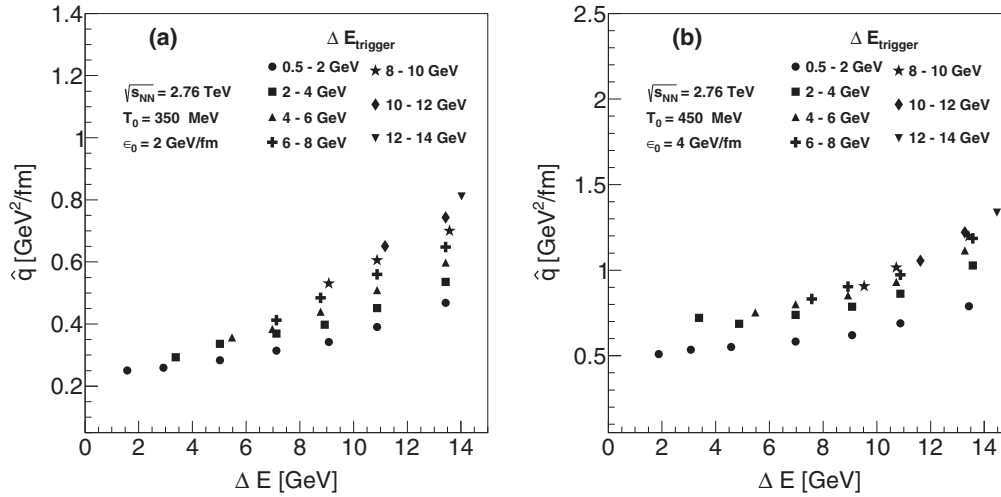 (a)
Δ E_trigger
0.5 - 2 GeV
2 - 4 GeV
4 - 6 GeV
6 - 8 GeV
8 - 10 GeV
10 - 12 GeV
12 - 14 GeV
√s_NN = 2.76 TeV
T_0 = 350 MeV
ε_0 = 2 GeV/fm
q̂ [GeV²/fm]
1.4
1.2
1
0.8
0.6
0.4
0.2
0 2 4 6 8 10 12 14
Δ E [GeV]
(b)
Δ E_trigger
0.5 - 2 GeV
2 - 4 GeV
4 - 6 GeV
6 - 8 GeV
8 - 10 GeV
10 - 12 GeV
12 - 14 GeV
√s_NN = 2.76 TeV
T_0 = 450 MeV
ε_0 = 4 GeV/fm
q̂ [GeV²/fm]
2.5
2
1.5
1
0.5
0 2 4 6 8 10 12 14
Δ E [GeV]